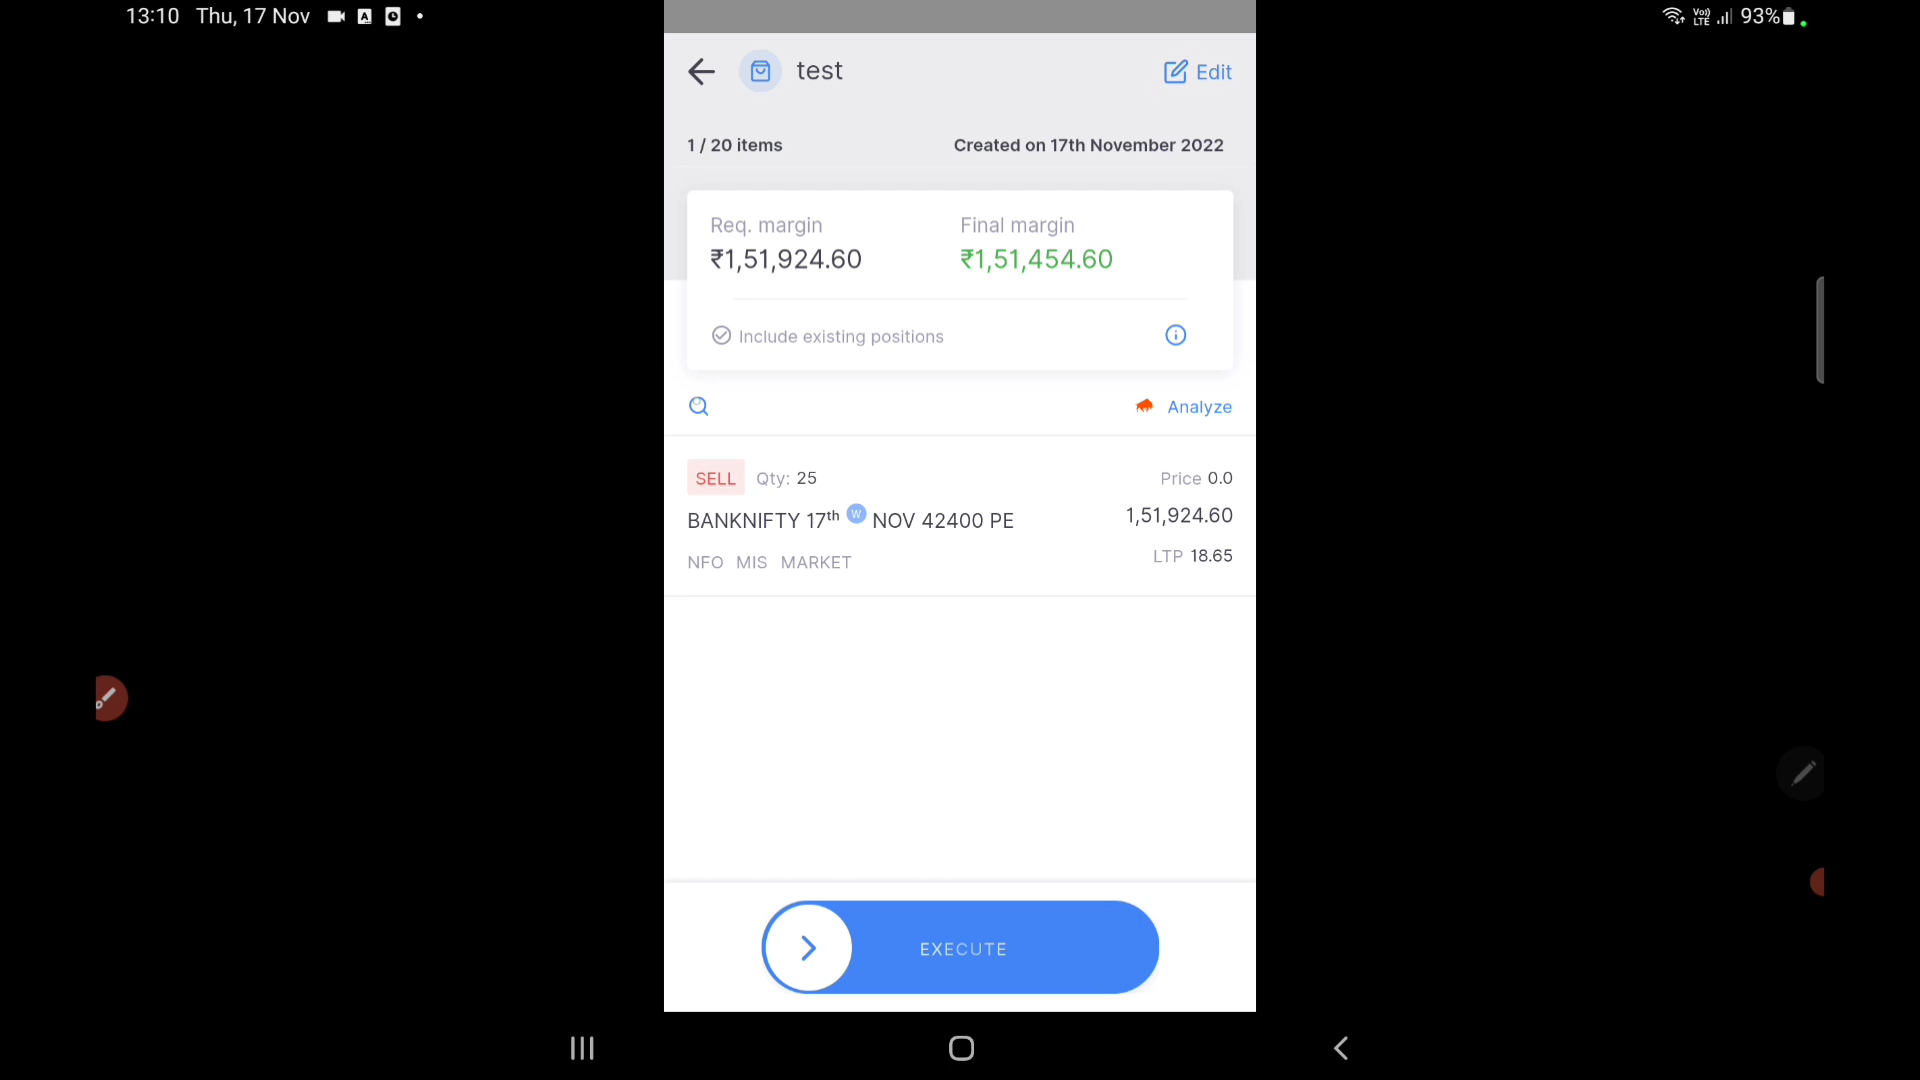 13:10 Thu, 17 Nov
VoD LTE 93%
test
Edit
1 / 20 items
Created on 17th November 2022
Req. margin
Final margin
₹1,51,924.60
₹1,51,454.60
Include existing positions
Analyze
SELL Qty: 25
Price 0.0
BANKNIFTY 17th W NOV 42400 PE
1,51,924.60
NFO MIS MARKET
LTP 18.65
EXECUTE